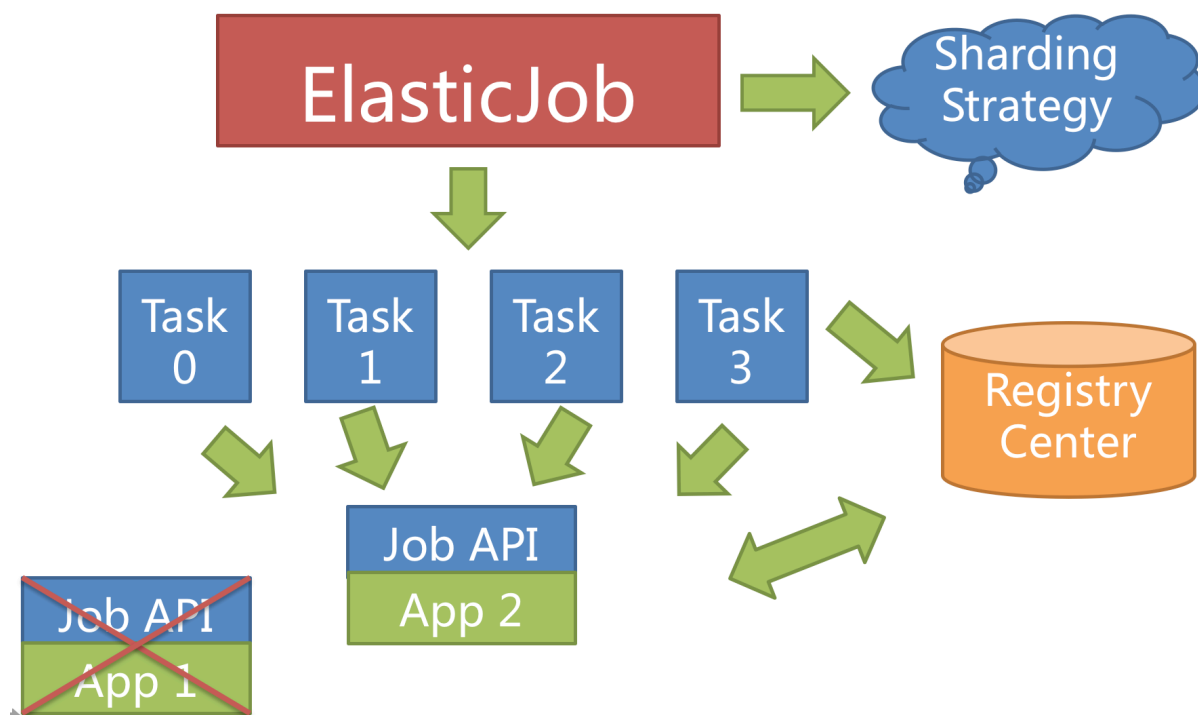 ElasticJob
Sharding
Strategy
Task
0
Task
1
Task
2
Task
3
Registry
Center
Job API
App 2
Job API
App 1